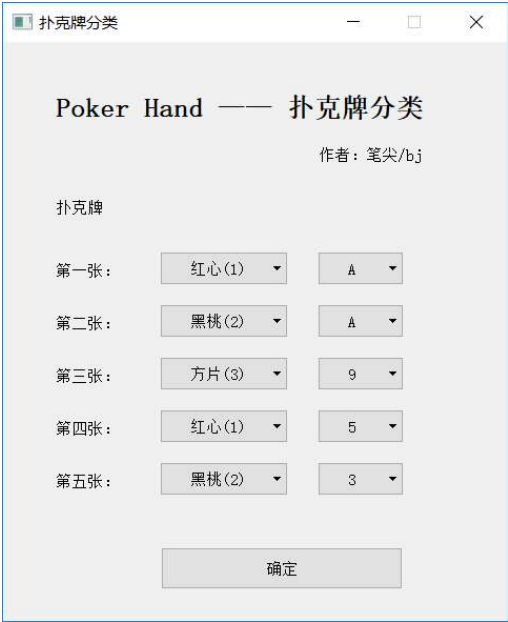 扑克牌分类
Poker Hand —— 扑克牌分类
作者：笔尖/bj
扑克牌
第一张： 红心(1) A
第二张： 黑桃(2) A
第三张： 方片(3) 9
第四张： 红心(1) 5
第五张： 黑桃(2) 3
确定